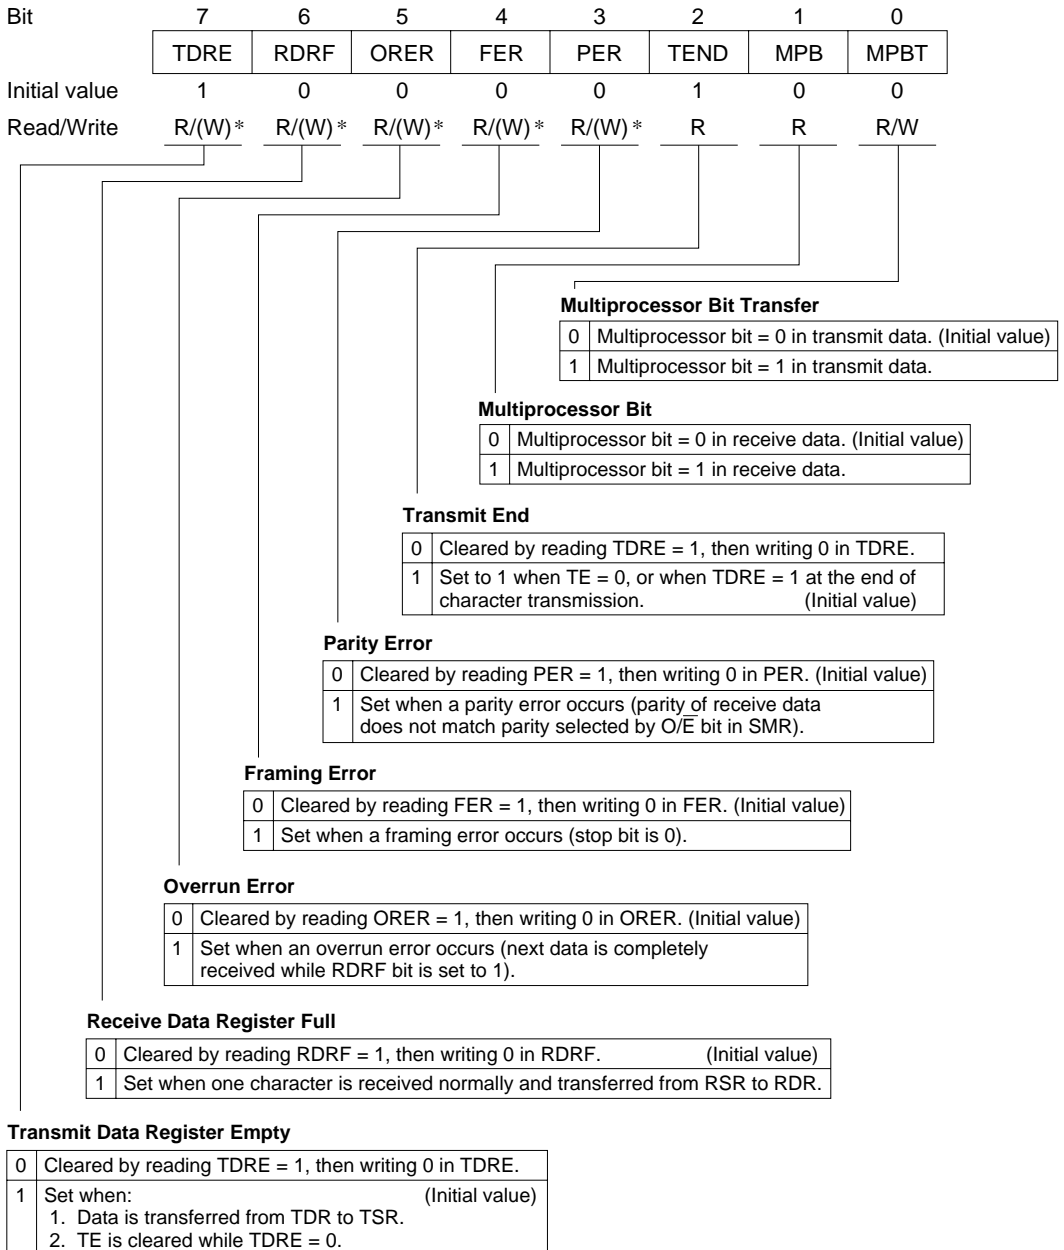 Bit 7 6 5 4 3 2 1 0
TDRE RDRF ORER FER PER TEND MPB MPBT
Initial value 1 0 0 0 0 1 0 0
Read/Write R/(W)* R/(W)* R/(W)* R/(W)* R/(W)* R R R/W
Multiprocessor Bit Transfer
0 Multiprocessor bit = 0 in transmit data. (Initial value)
1 Multiprocessor bit = 1 in transmit data.
Multiprocessor Bit
0 Multiprocessor bit = 0 in receive data. (Initial value)
1 Multiprocessor bit = 1 in receive data.
Transmit End
0 Cleared by reading TDRE = 1, then writing 0 in TDRE.
1 Set to 1 when TE = 0, or when TDRE = 1 at the end of
character transmission. (Initial value)
Parity Error
0 Cleared by reading PER = 1, then writing 0 in PER. (Initial value)
1 Set when a parity error occurs (parity of receive data
does not match parity selected by O/E̅ bit in SMR).
Framing Error
0 Cleared by reading FER = 1, then writing 0 in FER. (Initial value)
1 Set when a framing error occurs (stop bit is 0).
Overrun Error
0 Cleared by reading ORER = 1, then writing 0 in ORER. (Initial value)
1 Set when an overrun error occurs (next data is completely
received while RDRF bit is set to 1).
Receive Data Register Full
0 Cleared by reading RDRF = 1, then writing 0 in RDRF. (Initial value)
1 Set when one character is received normally and transferred from RSR to RDR.
Transmit Data Register Empty
0 Cleared by reading TDRE = 1, then writing 0 in TDRE.
1 Set when: (Initial value)
1. Data is transferred from TDR to TSR.
2. TE is cleared while TDRE = 0.